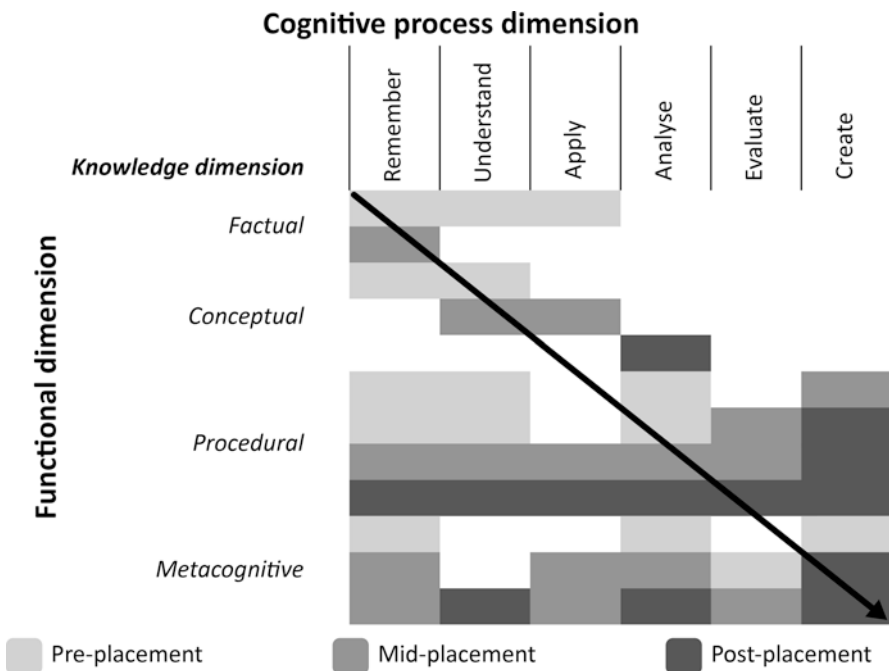 Cognitive process dimension
Remember
Understand
Apply
Analyse
Evaluate
Create
Knowledge dimension
Functional dimension
Factual
Conceptual
Procedural
Metacognitive
Pre-placement
Mid-placement
Post-placement